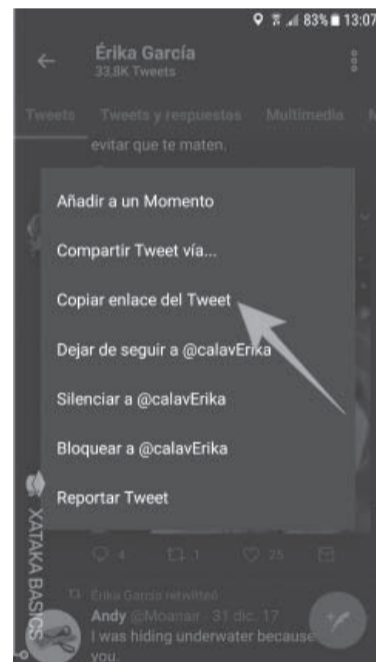 83% 13:07
Érika García
33,8K Tweets
Tweets Tweets y respuestas Multimedia
evitar que te maten.
Añadir a un Momento
Compartir Tweet vía...
Copiar enlace del Tweet
Dejar de seguir a @calavErika
Silenciar a @calavErika
Bloquear a @calavErika
Reportar Tweet
XATAKA BASICS
4 1 25
Erika García retwitteó
Andy @Moanair · 31 dic. 17
I was hiding underwater because
you.